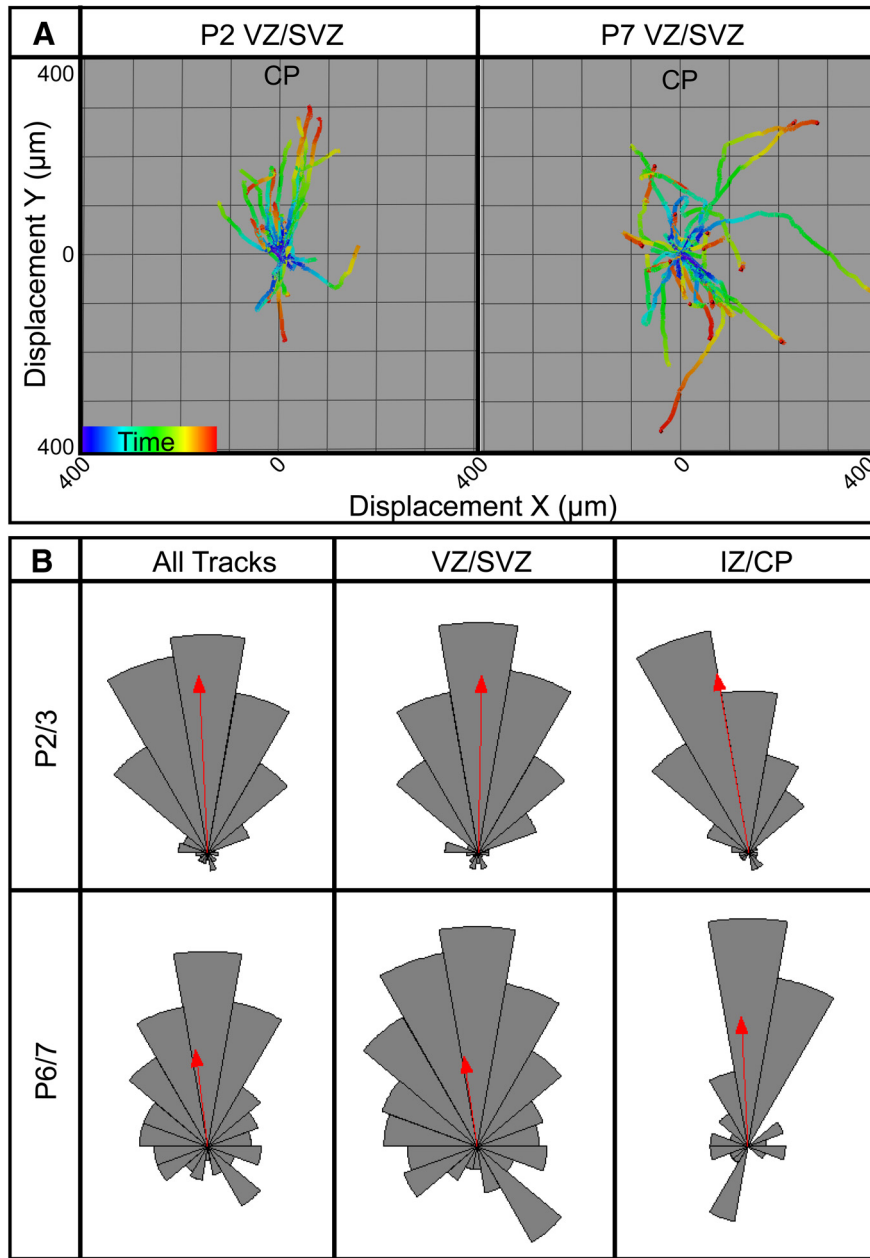 A P2 VZ/SVZ P7 VZ/SVZ
400 CP CP
Displacement Y (µm)
0
400
Time
400 0 400 0 400
Displacement X (µm)
B All Tracks VZ/SVZ IZ/CP
P2/3
P6/7